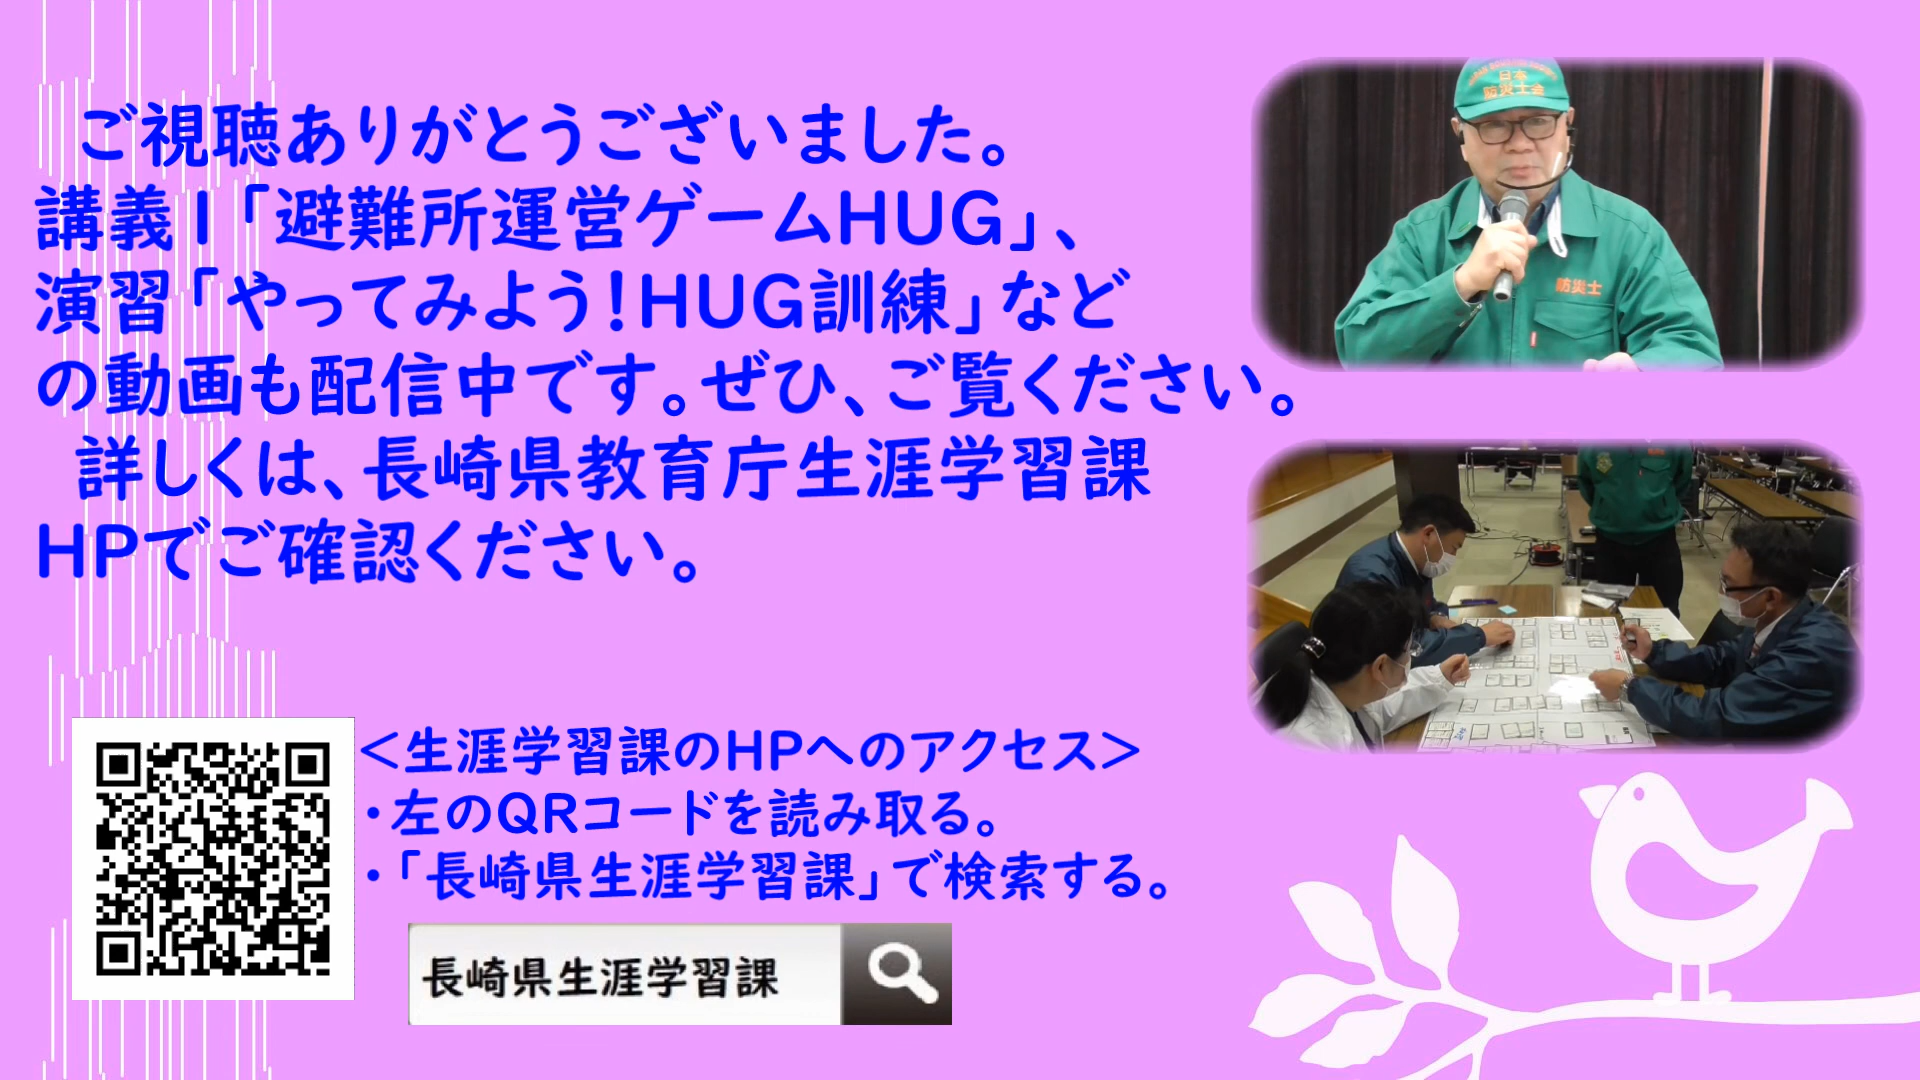 ご視聴ありがとうございました。
講義1「避難所運営ゲームHUG」、
演習「やってみよう!HUG訓練」など
の動画も配信中です。ぜひ、ご覧ください。
詳しくは、長崎県教育庁生涯学習課
HPでご確認ください。
<生涯学習課のHPへのアクセス>
・左のQRコードを読み取る。
・「長崎県生涯学習課」で検索する。
長崎県生涯学習課
日本
防災士会
防災士